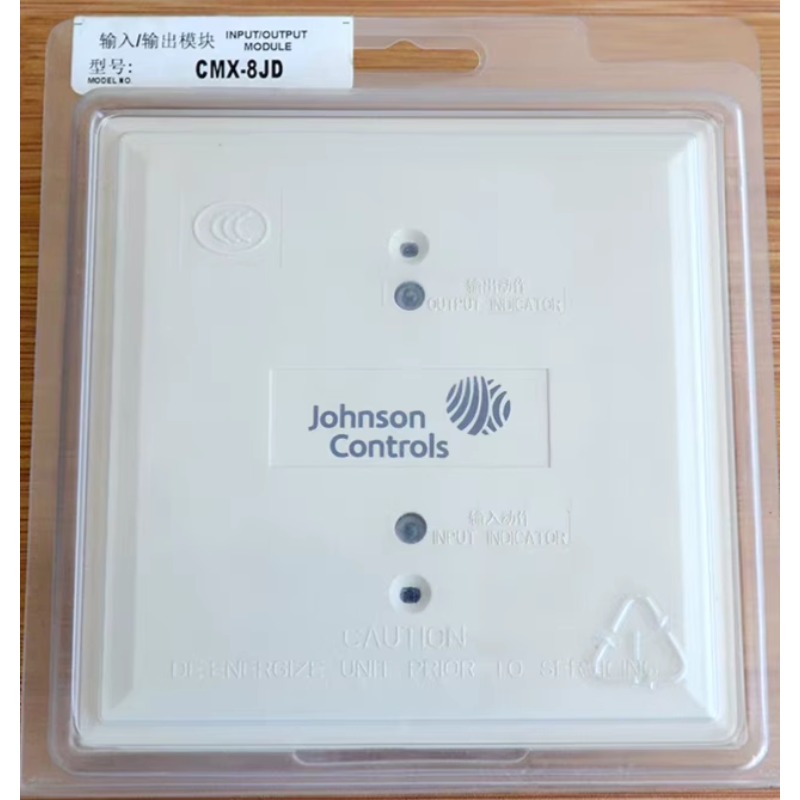 输入/输出模块 INPUT/OUTPUT MODULE
型号: CMX-8JD
MODEL NO.
CCC
输出动作
OUTPUT INDICATOR
Johnson
Controls
输入动作
INPUT INDICATOR
CAUTION
DE-ENERGIZE UNIT PRIOR TO SERVICING